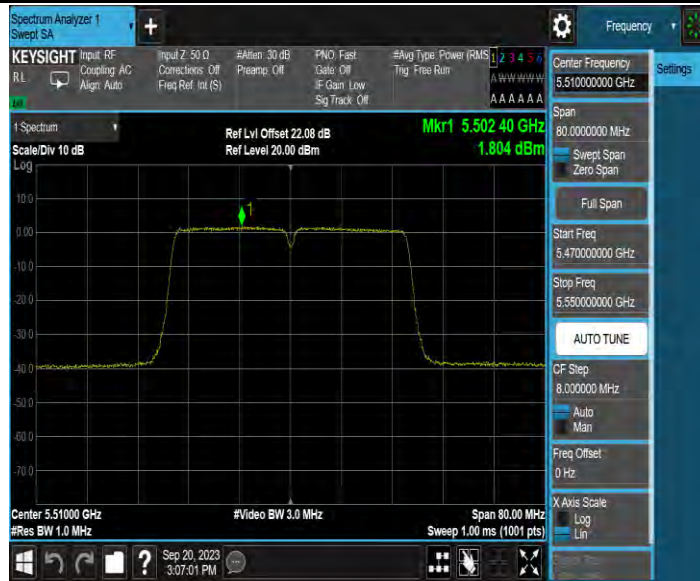 Spectrum Analyzer 1
Swept SA
+
Frequency
KEYSIGHT
RL
Input: RF
Coupling: AC
Align: Auto
Input Z: 50 Ω
Corrections: Off
Freq Ref: Int (S)
#Atten: 30 dB
Preamp: Off
PNO: Fast
Gate: Off
IF Gain: Low
Sig Track: Off
#Avg Type: Power (RMS
Trig: Free Run
1 2 3 4 5 6
A W W W W W
A A A A A A
1 Spectrum
Scale/Div 10 dB
Log
Ref Lvl Offset 22.08 dB
Ref Level 20.00 dBm
Mkr1 5.502 40 GHz
1.804 dBm
1
10.0
0.00
-10.0
-20.0
-30.0
-40.0
-50.0
-60.0
-70.0
Center 5.51000 GHz
#Res BW 1.0 MHz
#Video BW 3.0 MHz
Span 80.00 MHz
Sweep 1.00 ms (1001 pts)
?
Sep 20, 2023
3:07:01 PM
Center Frequency
5.510000000 GHz
Settings
Span
80.0000000 MHz
Swept Span
Zero Span
Full Span
Start Freq
5.470000000 GHz
Stop Freq
5.550000000 GHz
AUTO TUNE
CF Step
8.000000 MHz
Auto
Man
Freq Offset
0 Hz
X Axis Scale
Log
Lin